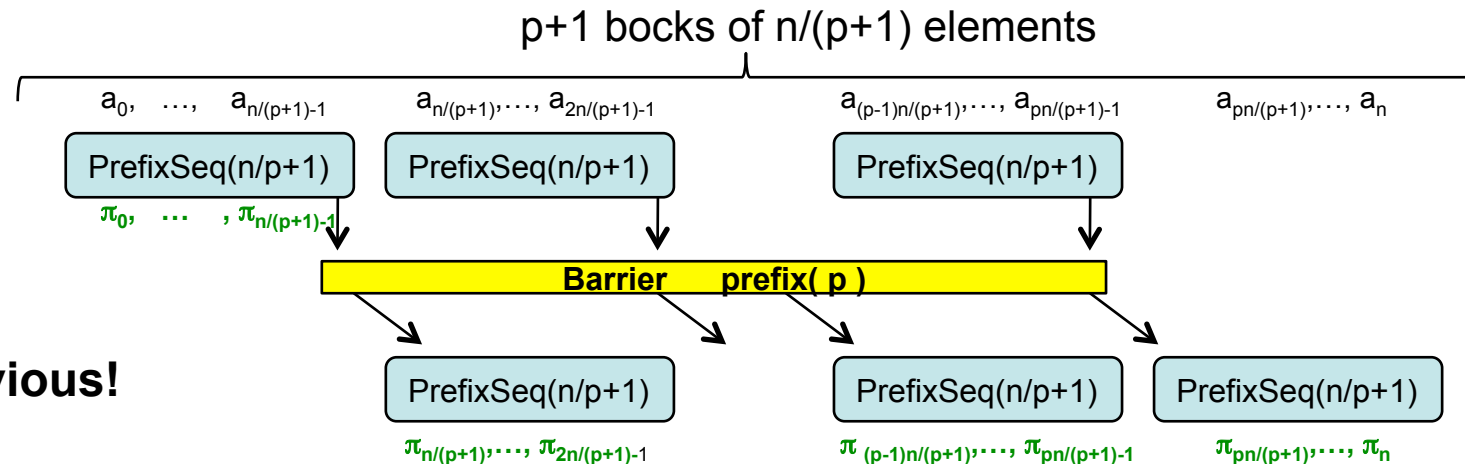 p+1 bocks of n/(p+1) elements
a0, …, an/(p+1)-1 an/(p+1),…, a2n/(p+1)-1 a(p-1)n/(p+1),…, apn/(p+1)-1 apn/(p+1),…, an
PrefixSeq(n/p+1) PrefixSeq(n/p+1) PrefixSeq(n/p+1)
π0, … , πn/(p+1)-1
Barrier prefix( p )
vious!
PrefixSeq(n/p+1) PrefixSeq(n/p+1) PrefixSeq(n/p+1)
πn/(p+1),…, π2n/(p+1)-1 π (p-1)n/(p+1),…, πpn/(p+1)-1 πpn/(p+1),…, πn